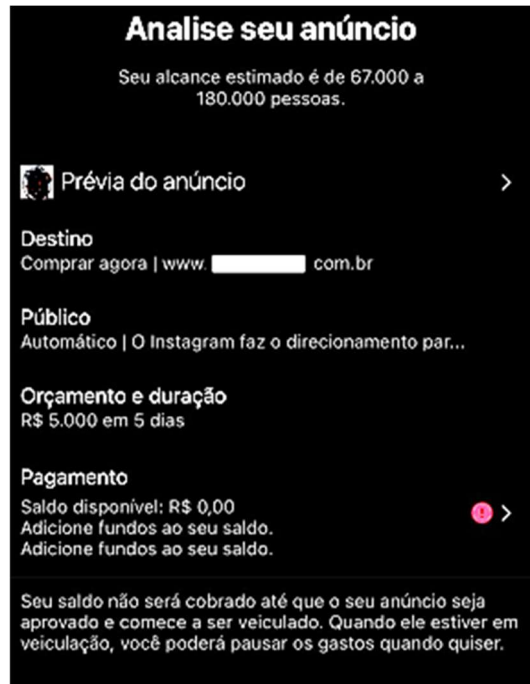 Analise seu anúncio
Seu alcance estimado é de 67.000 a
180.000 pessoas.
Prévia do anúncio
Destino
Comprar agora | www. com.br
Público
Automático | O Instagram faz o direcionamento par...
Orçamento e duração
R$ 5.000 em 5 dias
Pagamento
Saldo disponível: R$ 0,00
Adicione fundos ao seu saldo.
Adicione fundos ao seu saldo.
Seu saldo não será cobrado até que o seu anúncio seja
aprovado e comece a ser veiculado. Quando ele estiver em
veiculação, você poderá pausar os gastos quando quiser.